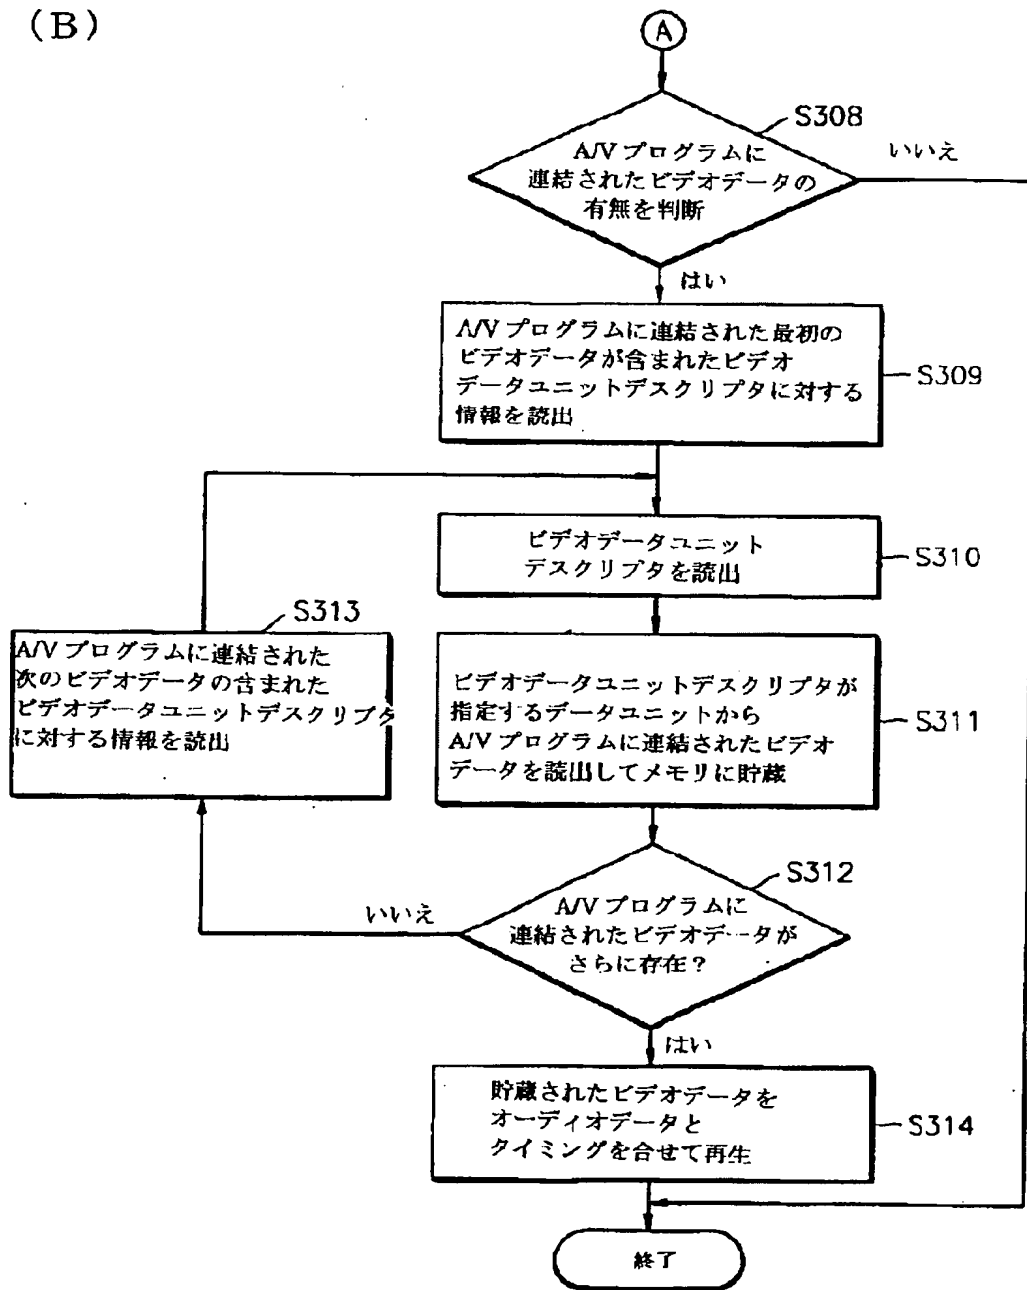 (B)
A
S308
A/Vプログラムに
連結されたビデオデータの
有無を判断
いいえ
はい
A/Vプログラムに連結された最初の
ビデオデータが含まれたビデオ
データユニットデスクリプタに対する
情報を読出
S309
ビデオデータユニット
デスクリプタを読出
S310
S313
A/Vプログラムに連結された
次のビデオデータの含まれた
ビデオデータユニットデスクリプタ
に対する情報を読出
ビデオデータユニットデスクリプタが
指定するデータユニットから
A/Vプログラムに連結されたビデオ
データを読出してメモリに貯蔵
S311
S312
A/Vプログラムに
連結されたビデオデータが
さらに存在?
いいえ
はい
貯蔵されたビデオデータを
オーディオデータと
タイミングを合せて再生
S314
終了